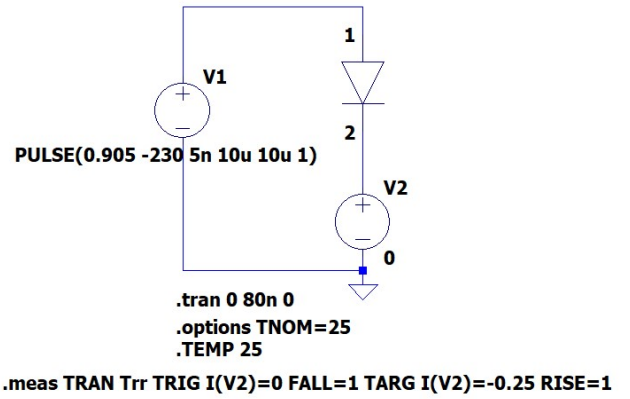 1
V1
+
−
2
PULSE(0.905 -230 5n 10u 10u 1)
V2
+
−
0
.tran 0 80n 0
.options TNOM=25
.TEMP 25
.meas TRAN Trr TRIG I(V2)=0 FALL=1 TARG I(V2)=-0.25 RISE=1